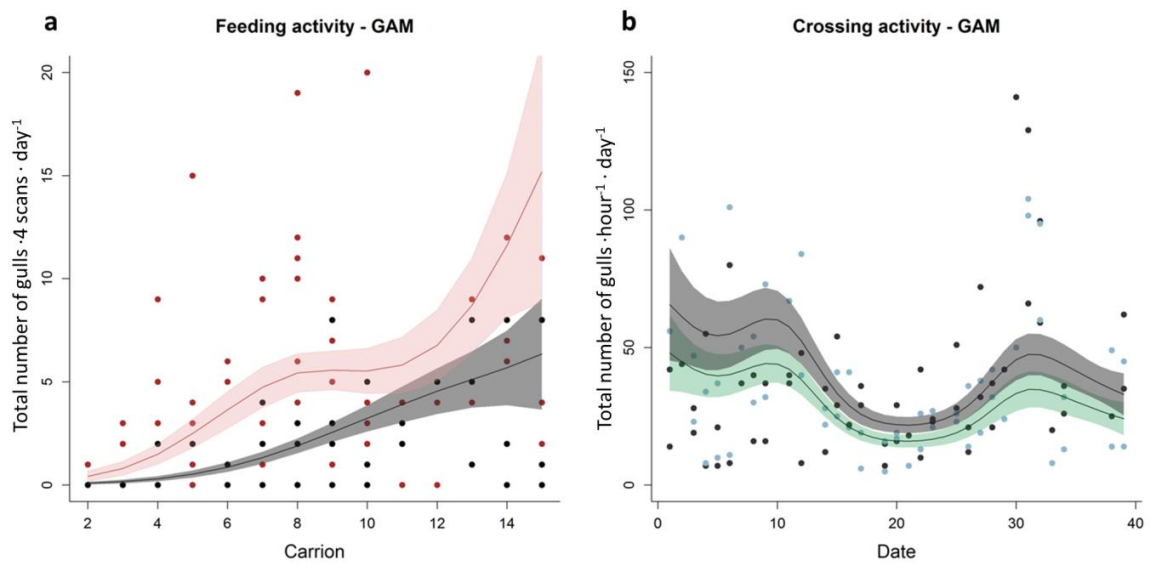 a
Feeding activity - GAM
Total number of gulls ·4 scans · day-1
20
15
10
5
0
2 4 6 8 10 12 14
Carrion
b
Crossing activity - GAM
Total number of gulls ·hour-1 · day-1
150
100
50
0
0 10 20 30 40
Date